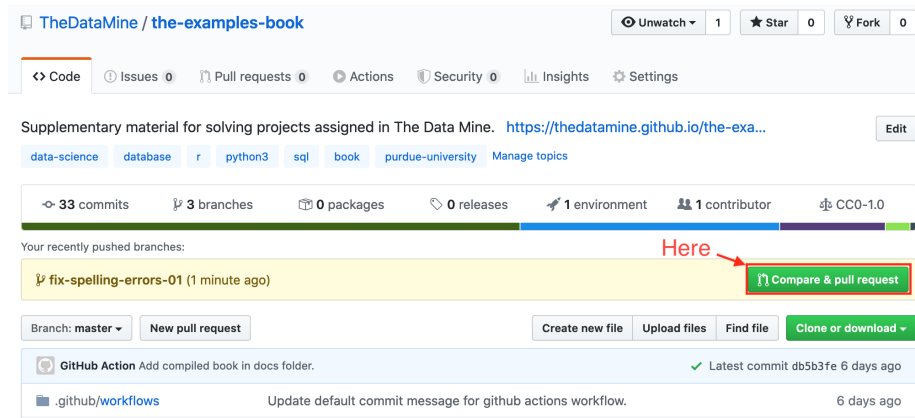 TheDataMine / the-examples-book Unwatch 1 Star 0 Fork 0
Code Issues 0 Pull requests 0 Actions Security 0 Insights Settings
Supplementary material for solving projects assigned in The Data Mine. https://thedatamine.github.io/the-exa... Edit
data-science database r python3 sql book purdue-university Manage topics
33 commits 3 branches 0 packages 0 releases 1 environment 1 contributor CC0-1.0
Your recently pushed branches:
Here
fix-spelling-errors-01 (1 minute ago) Compare & pull request
Branch: master New pull request Create new file Upload files Find file Clone or download
GitHub Action Add compiled book in docs folder. Latest commit db5b3fe 6 days ago
.github/workflows Update default commit message for github actions workflow. 6 days ago